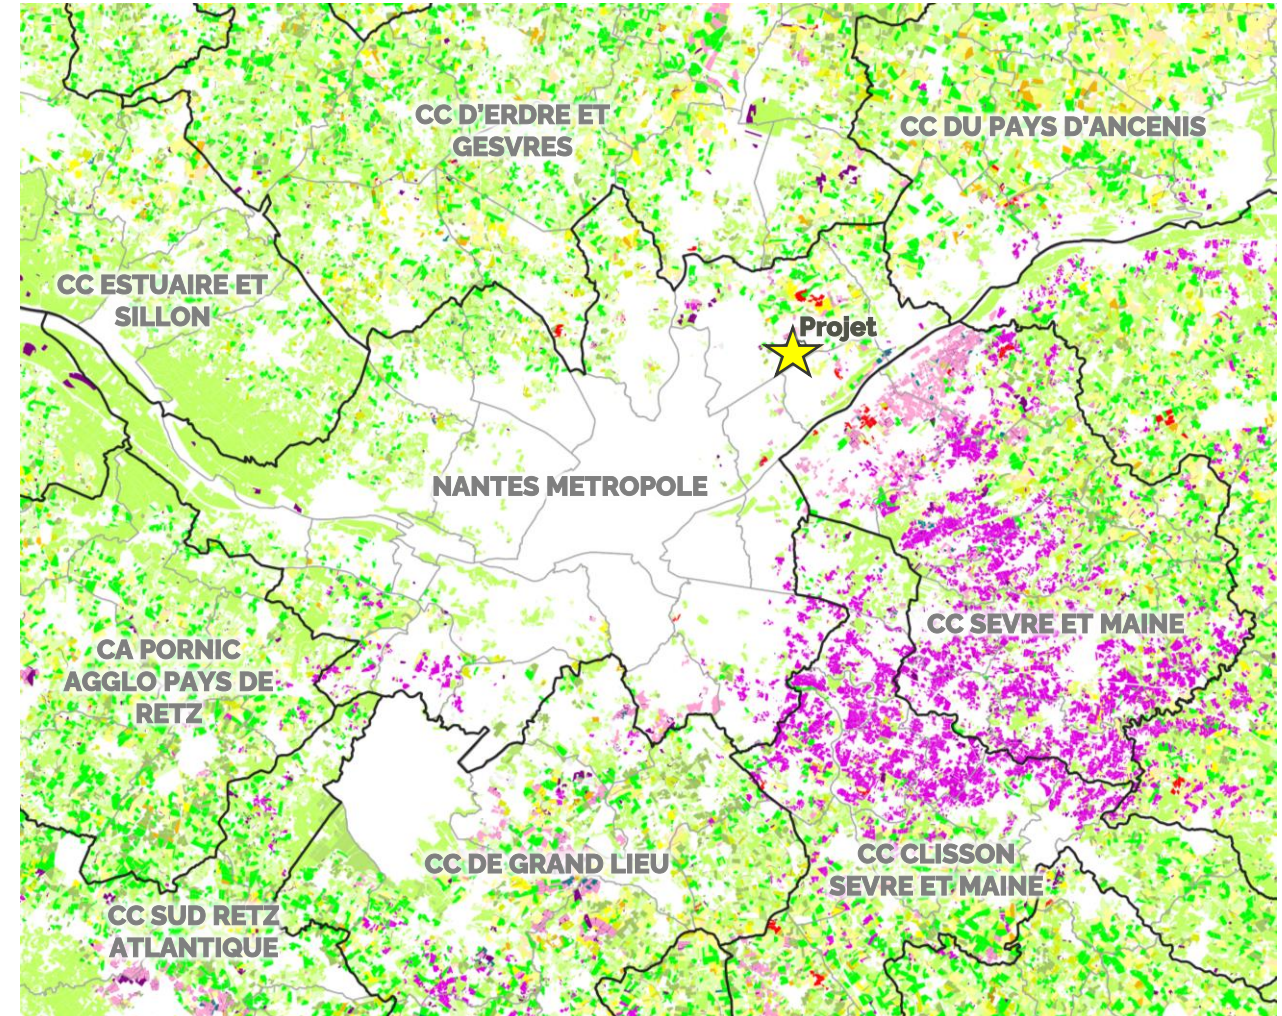 CC D'ERDRE ET
GESVRES
CC DU PAYS D'ANCENIS
CC ESTUAIRE ET
SILLON
Projet
NANTES METROPOLE
CC SEVRE ET MAINE
CA PORNIC
AGGLO PAYS DE
RETZ
CC DE GRAND LIEU
CC CLISSON
SEVRE ET MAINE
CC SUD RETZ
ATLANTIQUE